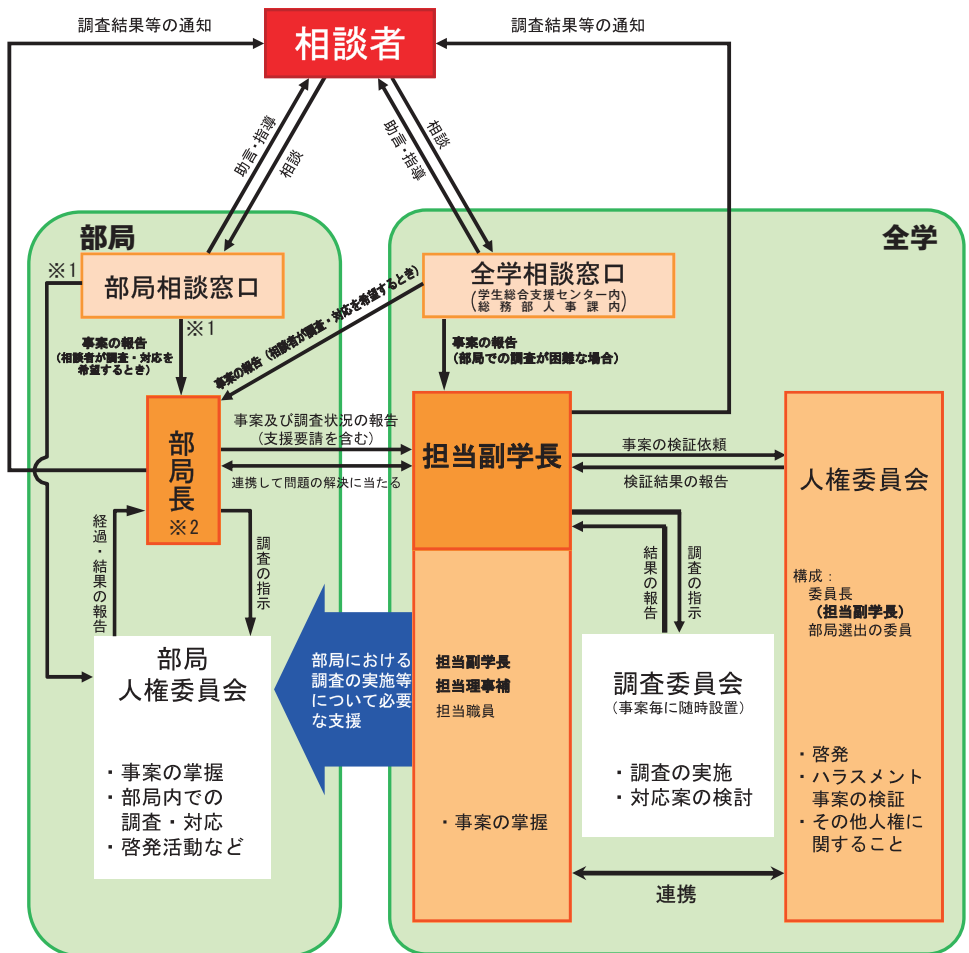 調査結果等の通知
相談者
調査結果等の通知
助言・指導
相談
助言・指導
相談
部局
全学
※1
部局相談窓口
※1
事案の報告
(相談者が調査・対応を
希望するとき)
全学相談窓口
(学生総合支援センター内)
(総務部人事課内)
事案の報告(相談者が調査・対応を希望するとき)
事案の報告
(部局での調査が困難な場合)
部
局
長
※2
事案及び調査状況の報告
(支援要請を含む)
連携して問題の解決に当たる
担当副学長
事案の検証依頼
検証結果の報告
人権委員会
構成:
委員長
(担当副学長)
部局選出の委員
・啓発
・ハラスメント
事案の検証
・その他人権に
関すること
経過・結果の報告
調査の指示
結果の報告
調査の指示
部局
人権委員会
・事案の掌握
・部局内での
調査・対応
・啓発活動など
部局における
調査の実施等
について必要
な支援
担当副学長
担当理事補
担当職員
・事案の掌握
調査委員会
(事案毎に随時設置)
・調査の実施
・対応案の検討
連携